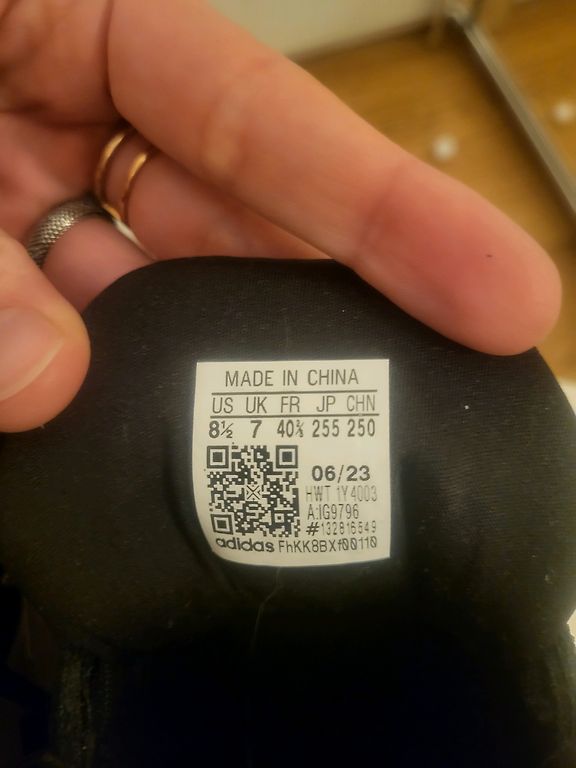 MADE IN CHINA
US UK FR JP CHN
8½ 7 40⅔ 255 250
06/23
HWT 1Y4003
A:IG9796
#132816549
adidas FhKK8BXf00110